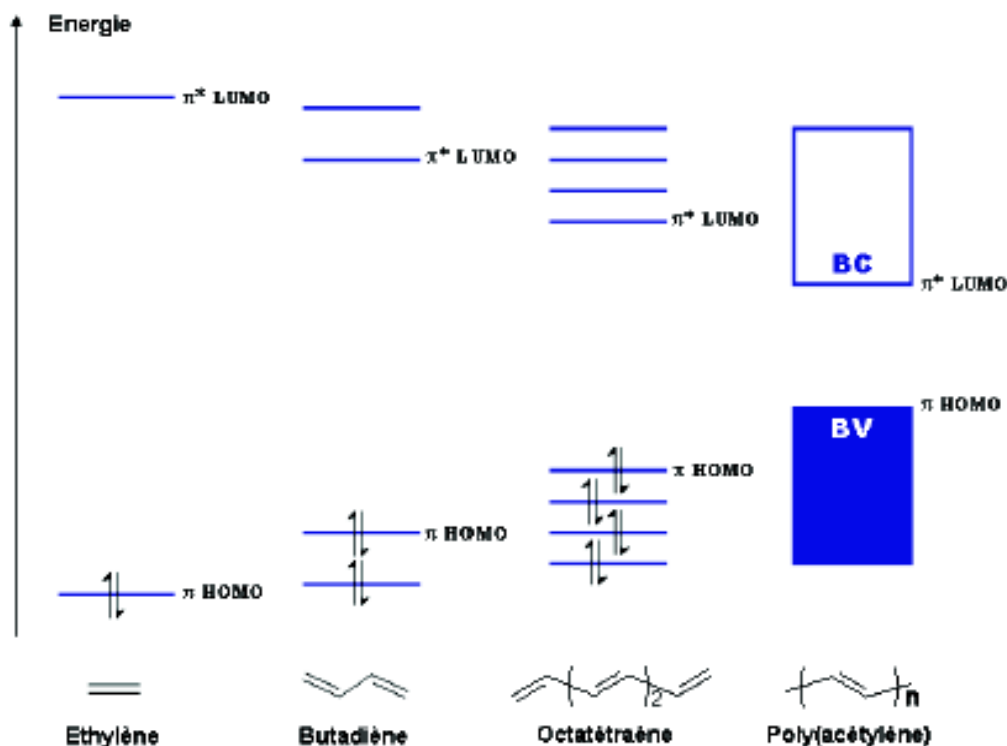 Energie
π* LUMO
π* LUMO
π* LUMO
BC
π* LUMO
π HOMO
BV
π HOMO
π HOMO
π HOMO
2
n
Ethylène
Butadiène
Octatétraène
Poly(acétylène)